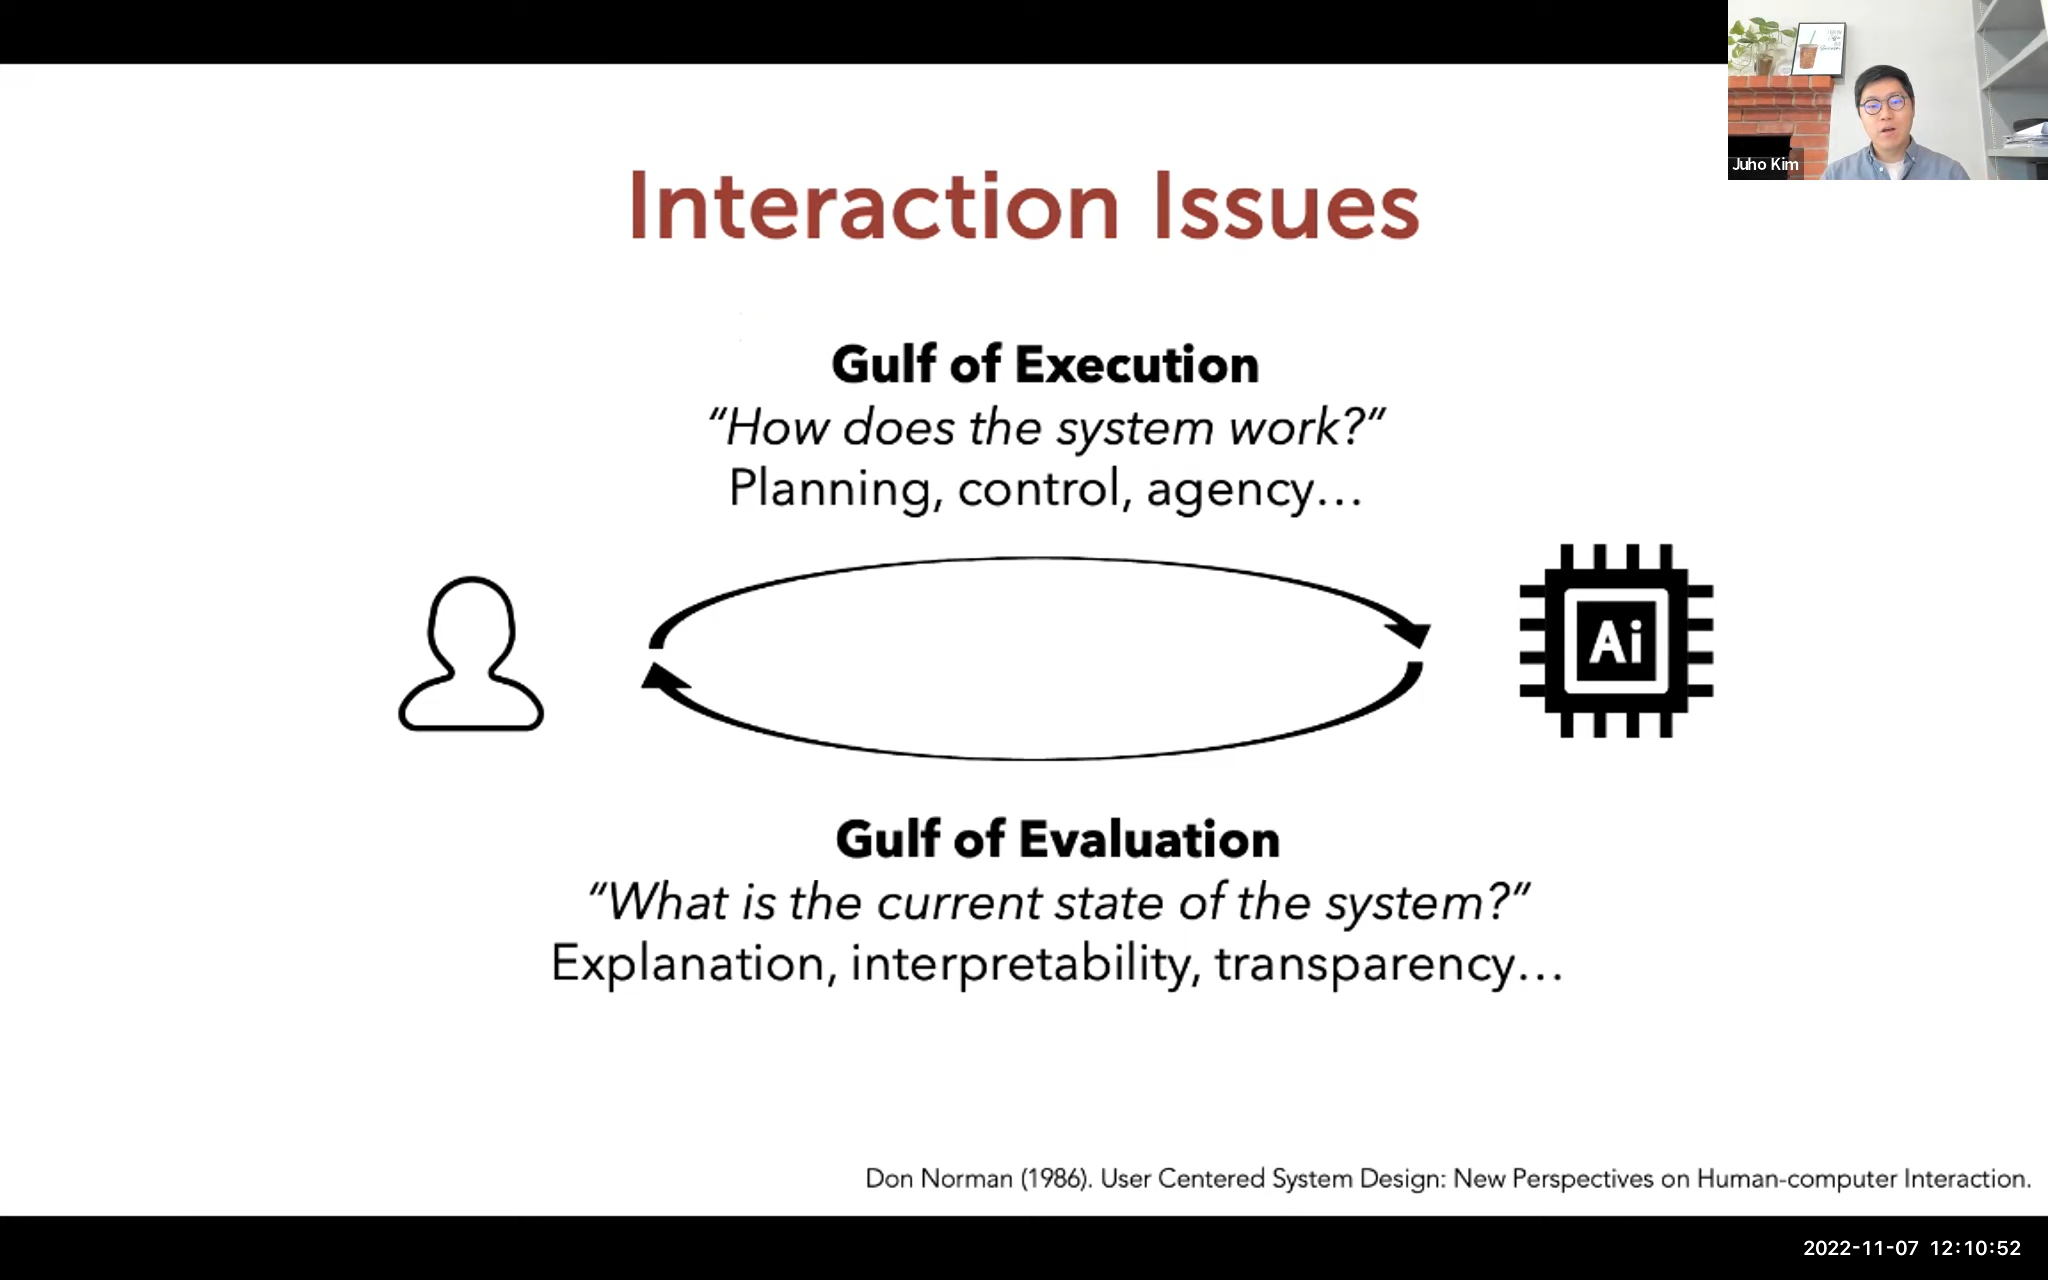 Juho Kim
Interaction Issues
Gulf of Execution
“How does the system work?”
Planning, control, agency…
Ai
Gulf of Evaluation
“What is the current state of the system?”
Explanation, interpretability, transparency…
Don Norman (1986). User Centered System Design: New Perspectives on Human-computer Interaction.
2022-11-07 12:10:52